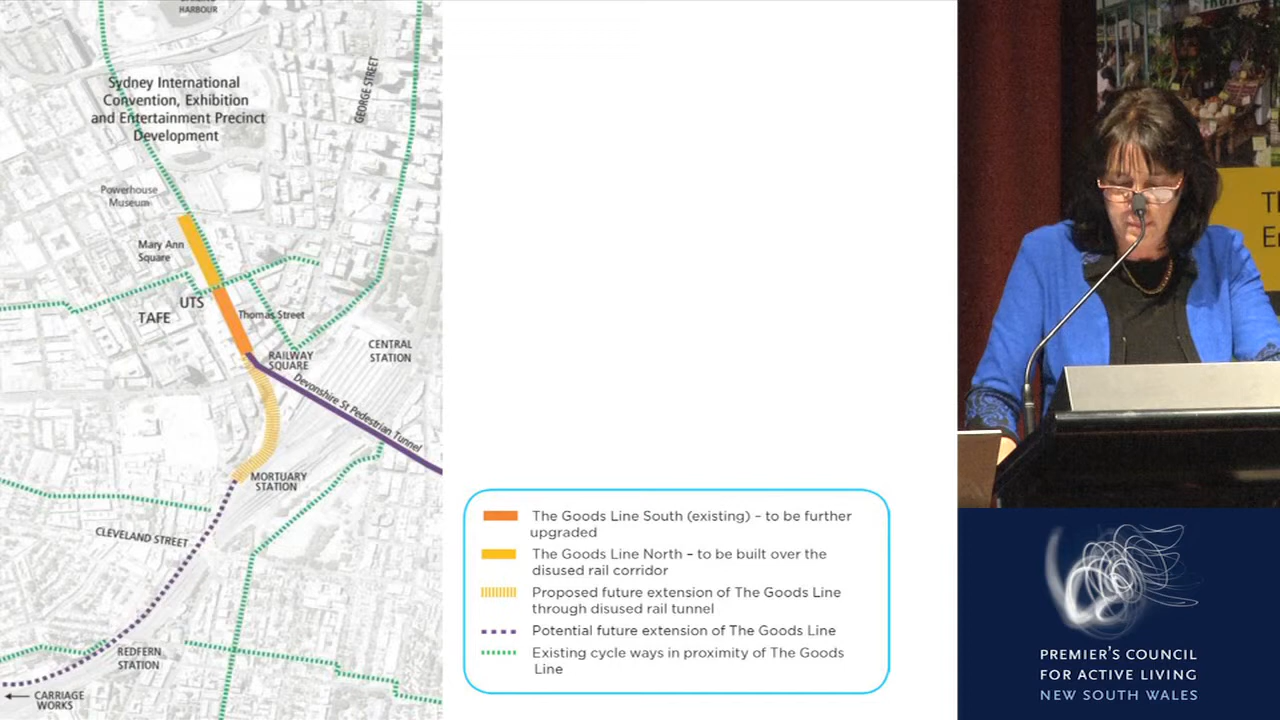 DARLING
HARBOUR
GEORGE STREET
Sydney International
Convention, Exhibition
and Entertainment Precinct
Development
Powerhouse
Museum
Mary Ann
Square
UTS
TAFE
Thomas Street
RAILWAY
SQUARE
CENTRAL
STATION
Devonshire St Pedestrian Tunnel
MORTUARY
STATION
CLEVELAND STREET
REDFERN
STATION
CARRIAGE
WORKS
The Goods Line South (existing) – to be further
upgraded
The Goods Line North – to be built over the
disused rail corridor
Proposed future extension of The Goods Line
through disused rail tunnel
Potential future extension of The Goods Line
Existing cycle ways in proximity of The Goods
Line
PREMIER'S COUNCIL
FOR ACTIVE LIVING
NEW SOUTH WALES